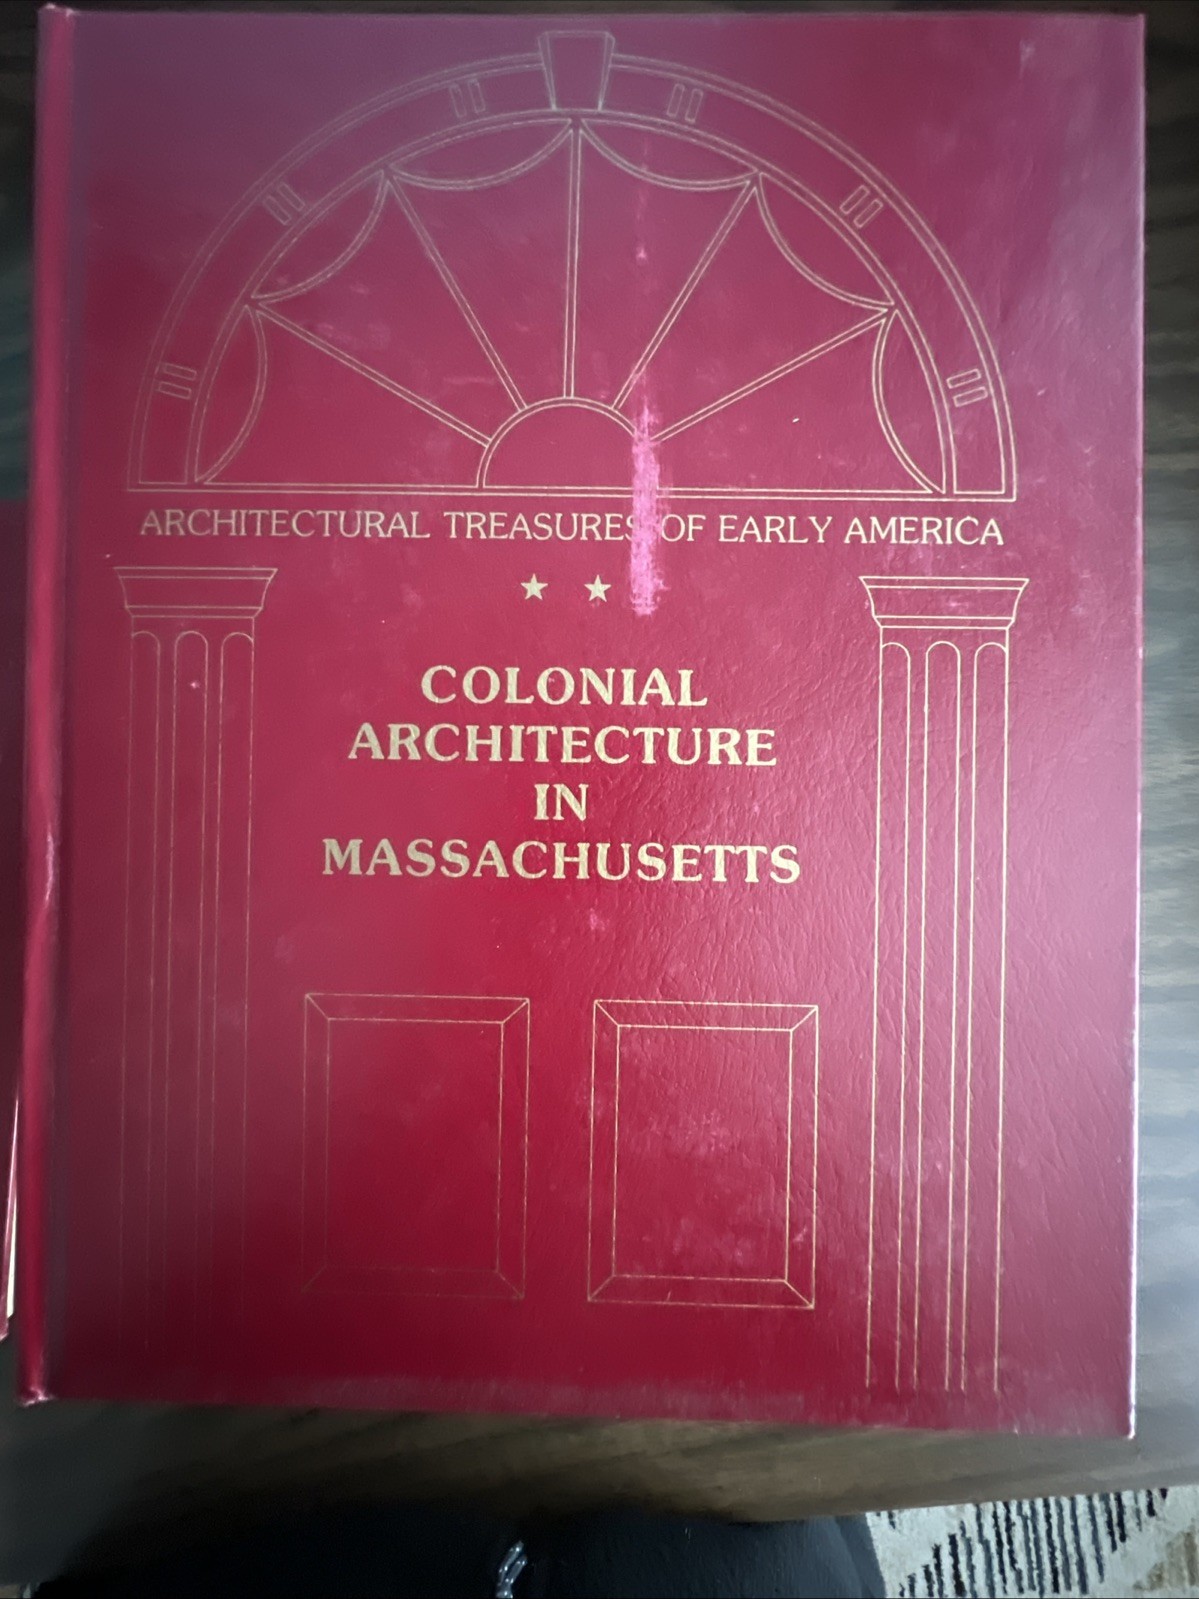 ARCHITECTURAL TREASURES OF EARLY AMERICA
★ ★
COLONIAL
ARCHITECTURE
IN
MASSACHUSETTS